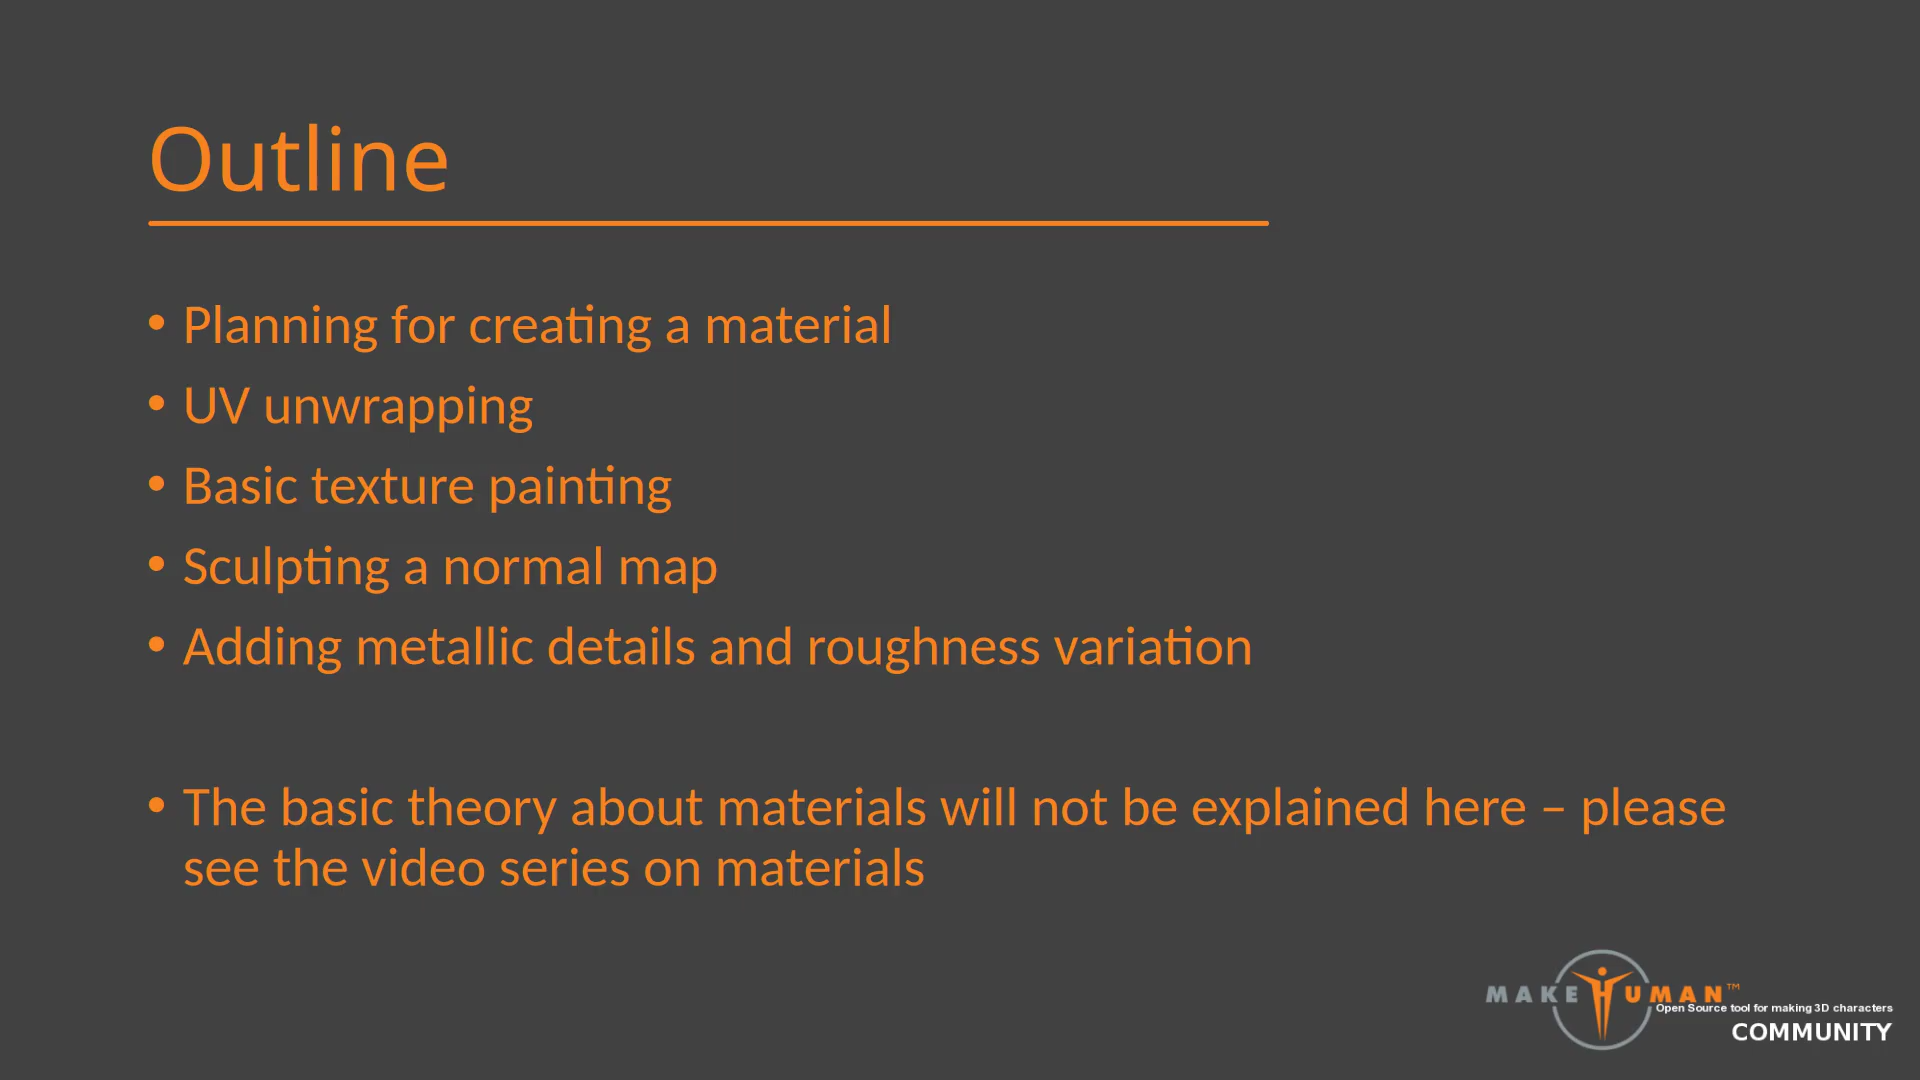 Outline
• Planning for creating a material
• UV unwrapping
• Basic texture painting
• Sculpting a normal map
• Adding metallic details and roughness variation
• The basic theory about materials will not be explained here – please
see the video series on materials
MAKEHUMAN™
Open Source tool for making 3D characters
COMMUNITY